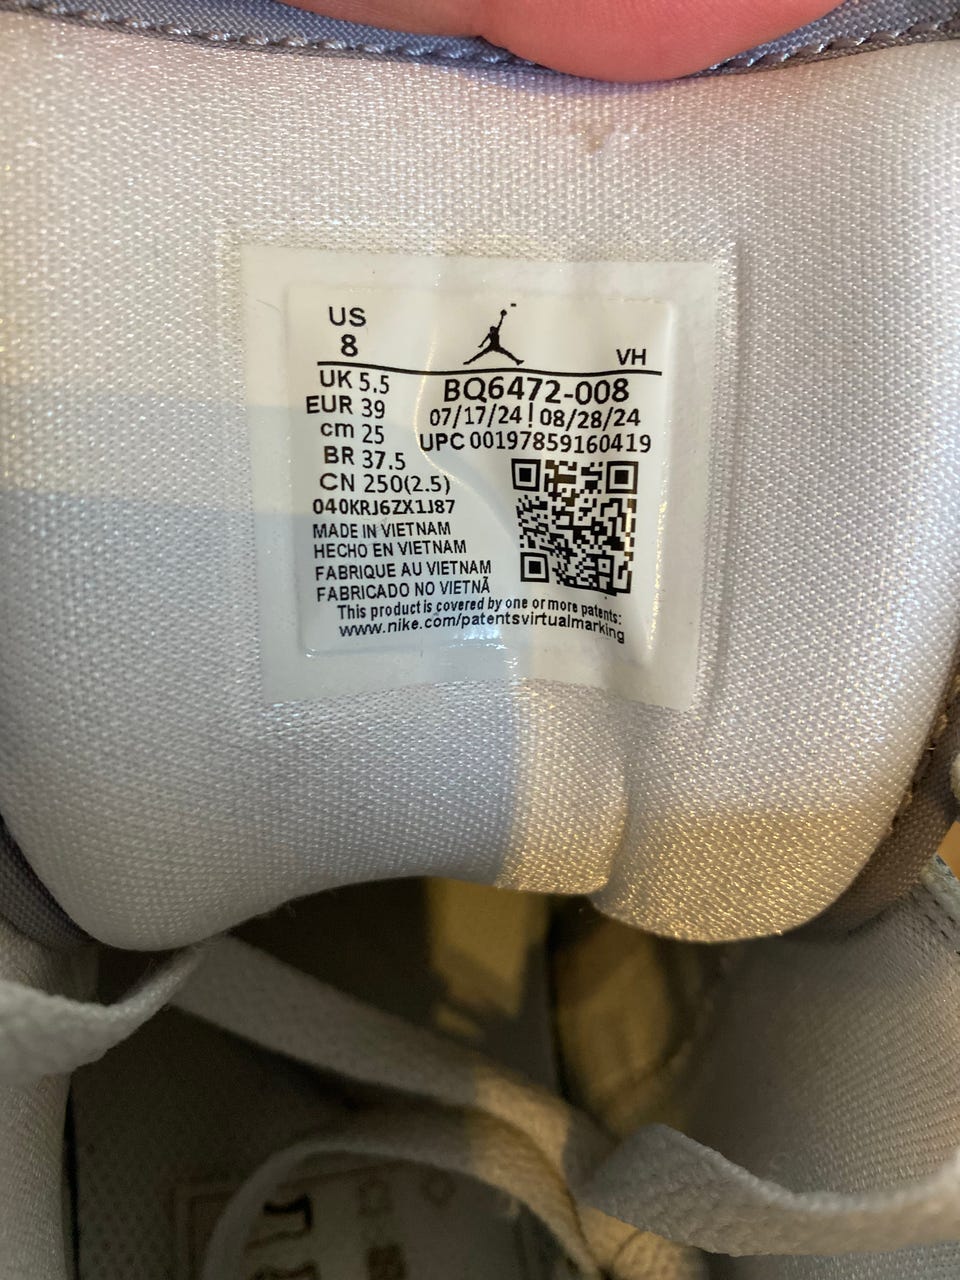 US
8
VH
UK 5.5
EUR 39
cm 25
BR 37.5
CN 250(2.5)
BQ6472-008
07/17/24 | 08/28/24
UPC 00197859160419
040KRJ6ZX1J87
MADE IN VIETNAM
HECHO EN VIETNAM
FABRIQUE AU VIETNAM
FABRICADO NO VIETNÃ
This product is covered by one or more patents:
www.nike.com/patentsvirtualmarking